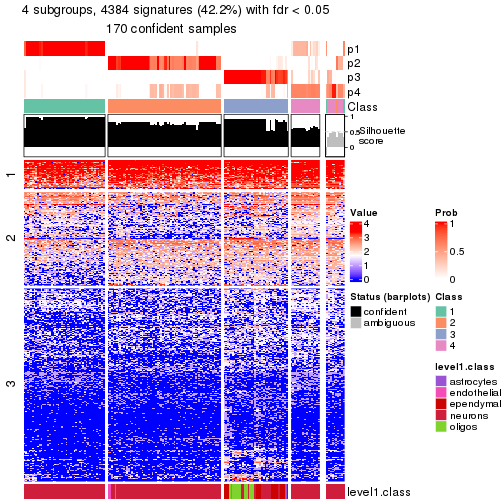 4 subgroups, 4384 signatures (42.2%) with fdr < 0.05
170 confident samples
p1
p2
p3
p4
Class
1
0.5
0
Silhouette
score
1
2
3
level1.class
Value
4
3
2
1
0
Prob
1
0.5
0
Status (barplots)
confident
ambiguous
Class
1
2
3
4
level1.class
astrocytes
endothelial
ependymal
neurons
oligos